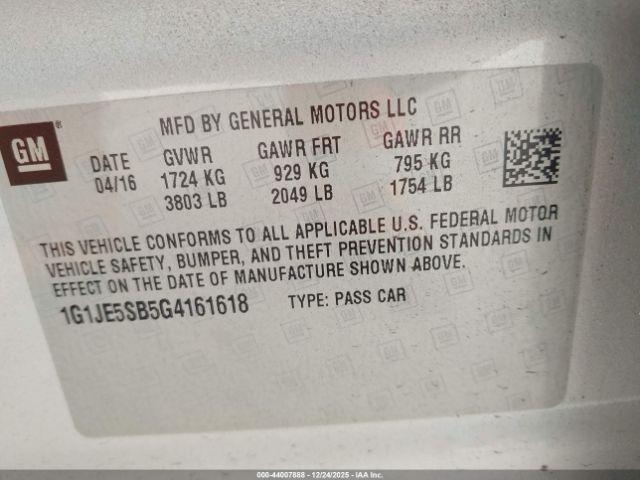 MFD BY GENERAL MOTORS LLC
GM®
DATE GVWR GAWR FRT GAWR RR
04/16 1724 KG 929 KG 795 KG
3803 LB 2049 LB 1754 LB
THIS VEHICLE CONFORMS TO ALL APPLICABLE U.S. FEDERAL MOTOR
VEHICLE SAFETY, BUMPER, AND THEFT PREVENTION STANDARDS IN
EFFECT ON THE DATE OF MANUFACTURE SHOWN ABOVE.
1G1JE5SB5G4161618 TYPE: PASS CAR
000-44007888 - 12/24/2025 - IAA,Inc.